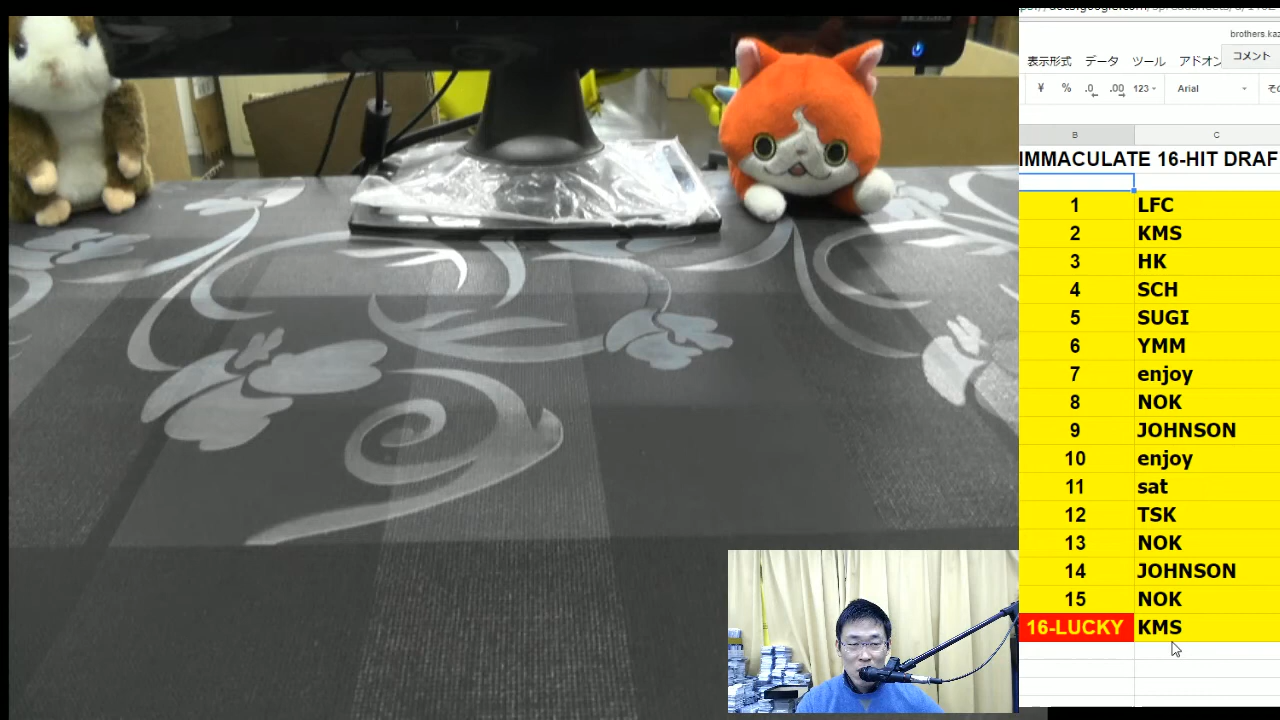 brothers.kaz
表示形式 データ ツール アドオン コメント
¥ % .0 .00 123 Arial
B C
IMMACULATE 16-HIT DRAF
1 LFC
2 KMS
3 HK
4 SCH
5 SUGI
6 YMM
7 enjoy
8 NOK
9 JOHNSON
10 enjoy
11 sat
12 TSK
13 NOK
14 JOHNSON
15 NOK
16-LUCKY KMS